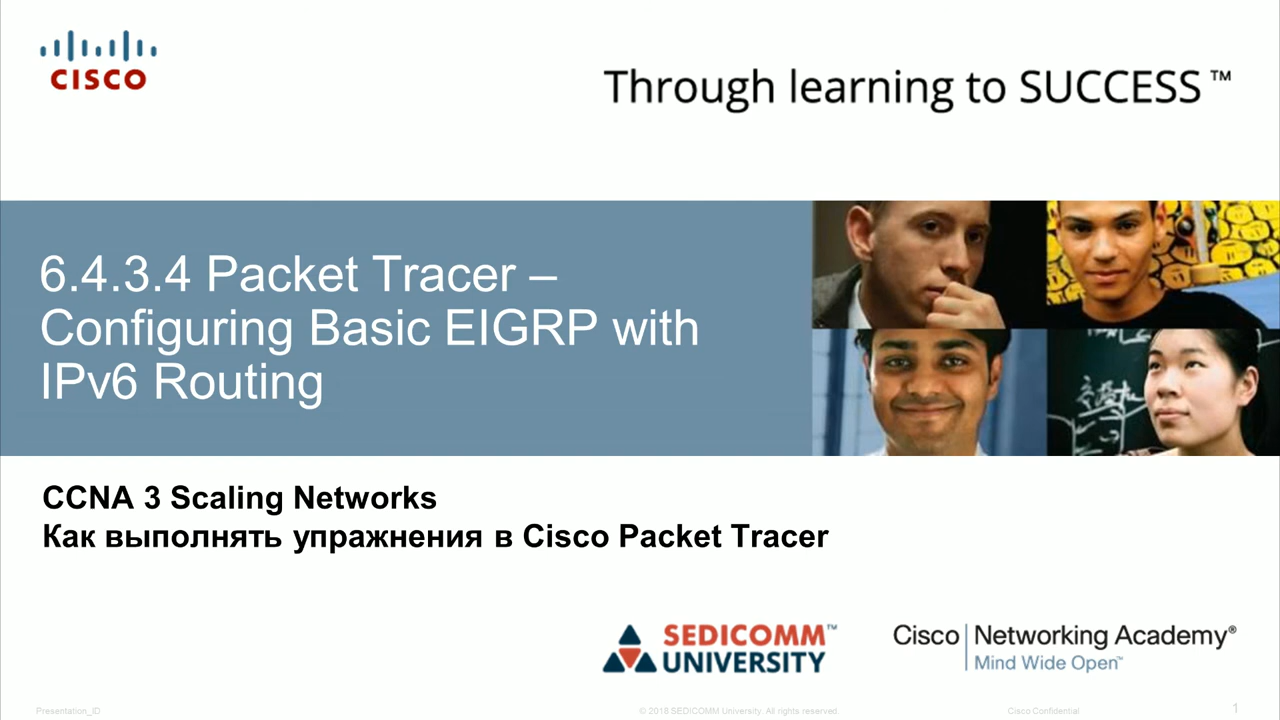 CISCO
Through learning to SUCCESS™
6.4.3.4 Packet Tracer –
Configuring Basic EIGRP with
IPv6 Routing
CCNA 3 Scaling Networks
Как выполнять упражнения в Cisco Packet Tracer
SEDICOMM™
UNIVERSITY
Cisco Networking Academy®
Mind Wide Open™
Presentation_ID
© 2018 SEDICOMM University. All rights reserved.
Cisco Confidential
1